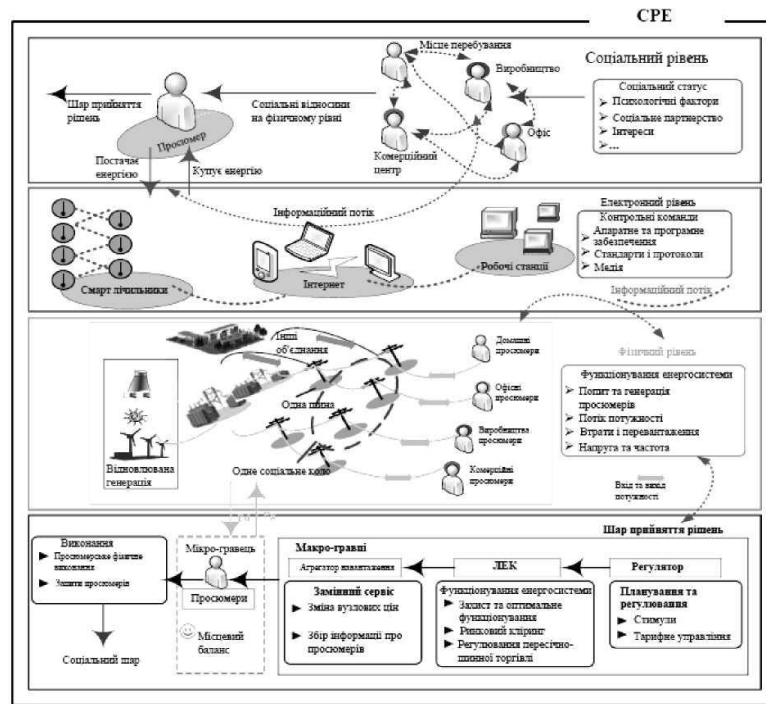 CPE
Соціальний рівень
Місце перебування
Виробництво
Офіс
Комерційний
центр
Соціальний статус
Психологічні фактори
Соціальне партнерство
Інтереси
...
Шар прийняття
рішень
Соціальні відносини
на фізичному рівні
Просюмер
Постачає
енергією
Купує енергію
Інформаційний потік
Електронний рівень
Контрольні команди
Апаратне та програмне
забезпечення
Стандарти і протоколи
Медія
Смарт лічильники
Інтернет
Робочі станції
Інформаційний потік
Інші
об'єднання
Одна шина
Одне соціальне коло
Відновлювана
генерація
Домашні
просюмери
Офісні
просюмери
Виробництва
просюмери
Комерційні
просюмери
Фізичний рівень
Функціонування енергосистеми
Попит та генерація
просюмерів
Потік потужності
Втрати і перевантаження
Напруга та частота
Вхід та вихід
потужності
Шар прийняття рішень
Виконання
Просюмерське фізичне
виконання
Запити просюмерів
Соціальний шар
Мікро-гравець
Просюмери
Місцевий
баланс
Макро-гравці
Агрегатор навантаження
Замінний сервіс
Зміна вузлових цін
Збір інформації про
просюмерів
ЛЕК
Функціонування енергосистеми
Захист та оптимальне
функціонування
Ринковий кліринг
Регулювання пересічно-
шинної торгівлі
Регулятор
Планування та
регулювання
Стимули
Тарифне управління